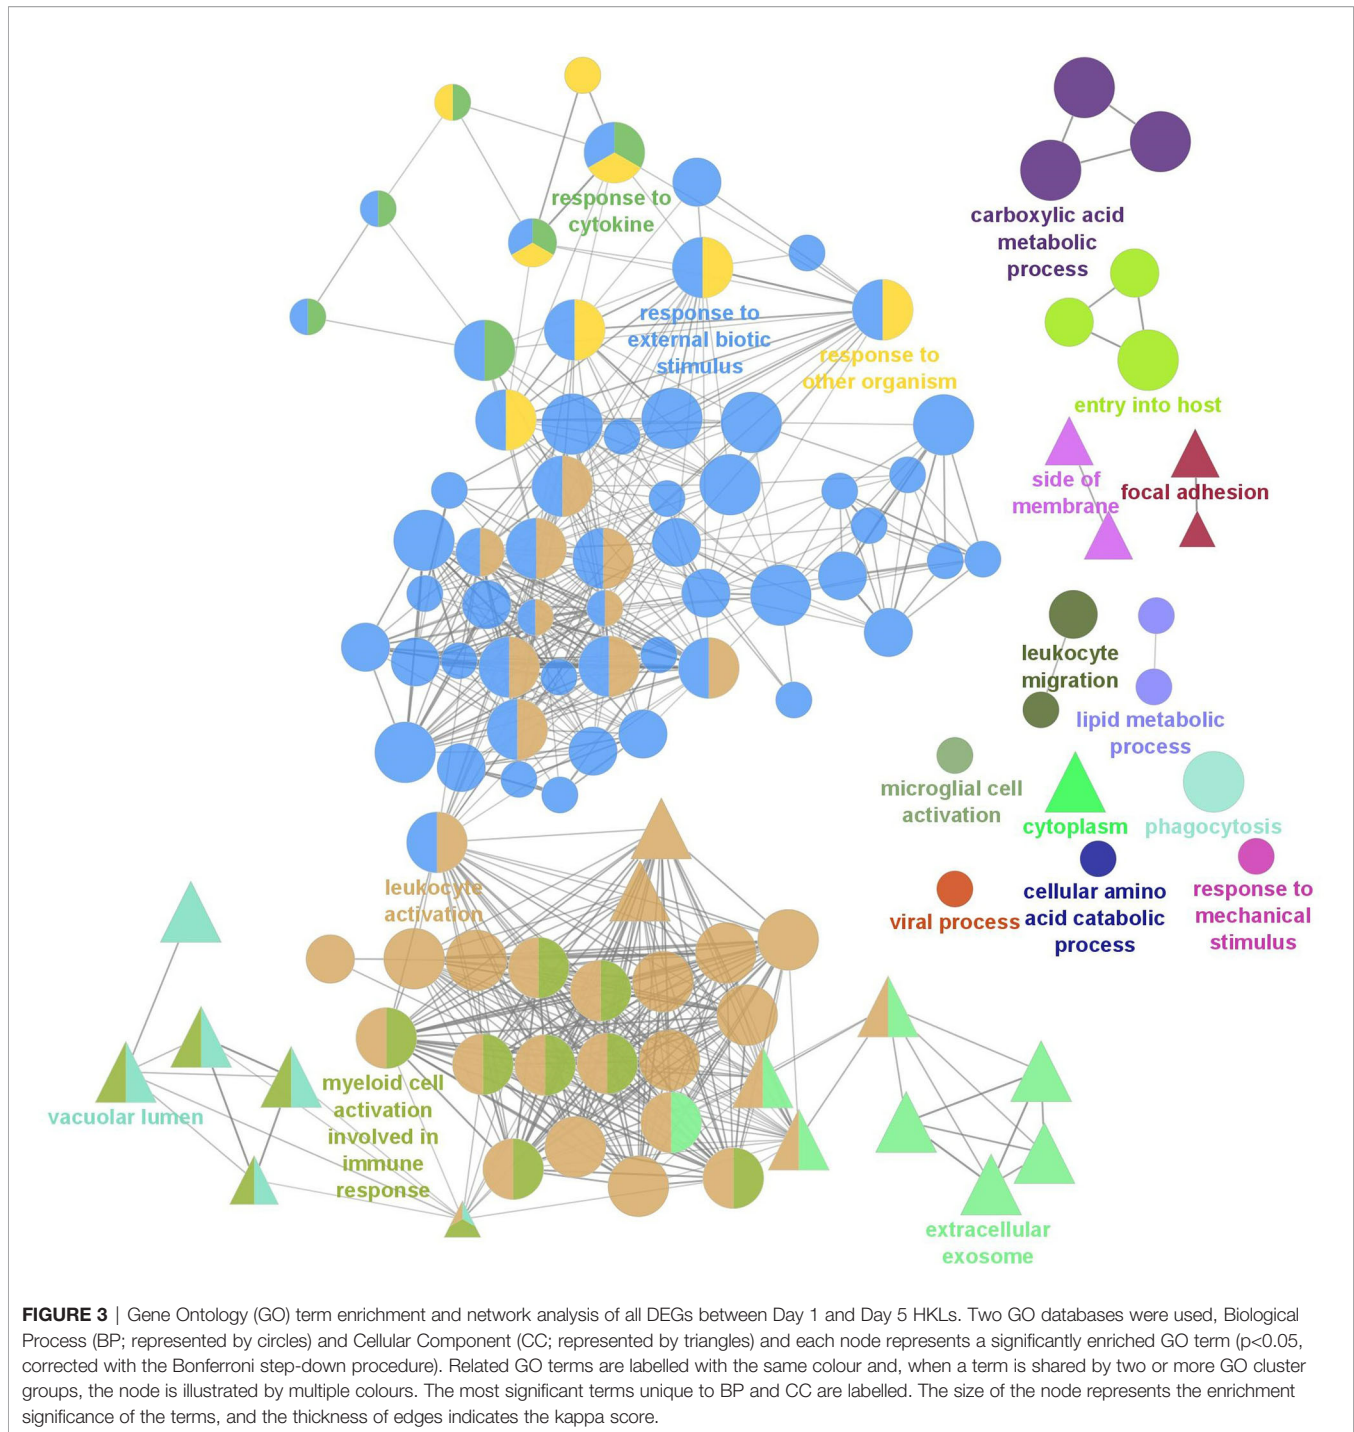 response to
cytokine
carboxylic acid
metabolic
process
response to
external biotic
stimulus
response to
other organism
entry into host
side of
membrane
focal adhesion
leukocyte
migration
lipid metabolic
process
microglial cell
activation
cytoplasm
phagocytosis
viral process
cellular amino
acid catabolic
process
response to
mechanical
stimulus
leukocyte
activation
vacuolar lumen
myeloid cell
activation
involved in
immune
response
extracellular
exosome
FIGURE 3 | Gene Ontology (GO) term enrichment and network analysis of all DEGs between Day 1 and Day 5 HKLs. Two GO databases were used, Biological
Process (BP; represented by circles) and Cellular Component (CC; represented by triangles) and each node represents a significantly enriched GO term (p<0.05,
corrected with the Bonferroni step-down procedure). Related GO terms are labelled with the same colour and, when a term is shared by two or more GO cluster
groups, the node is illustrated by multiple colours. The most significant terms unique to BP and CC are labelled. The size of the node represents the enrichment
significance of the terms, and the thickness of edges indicates the kappa score.